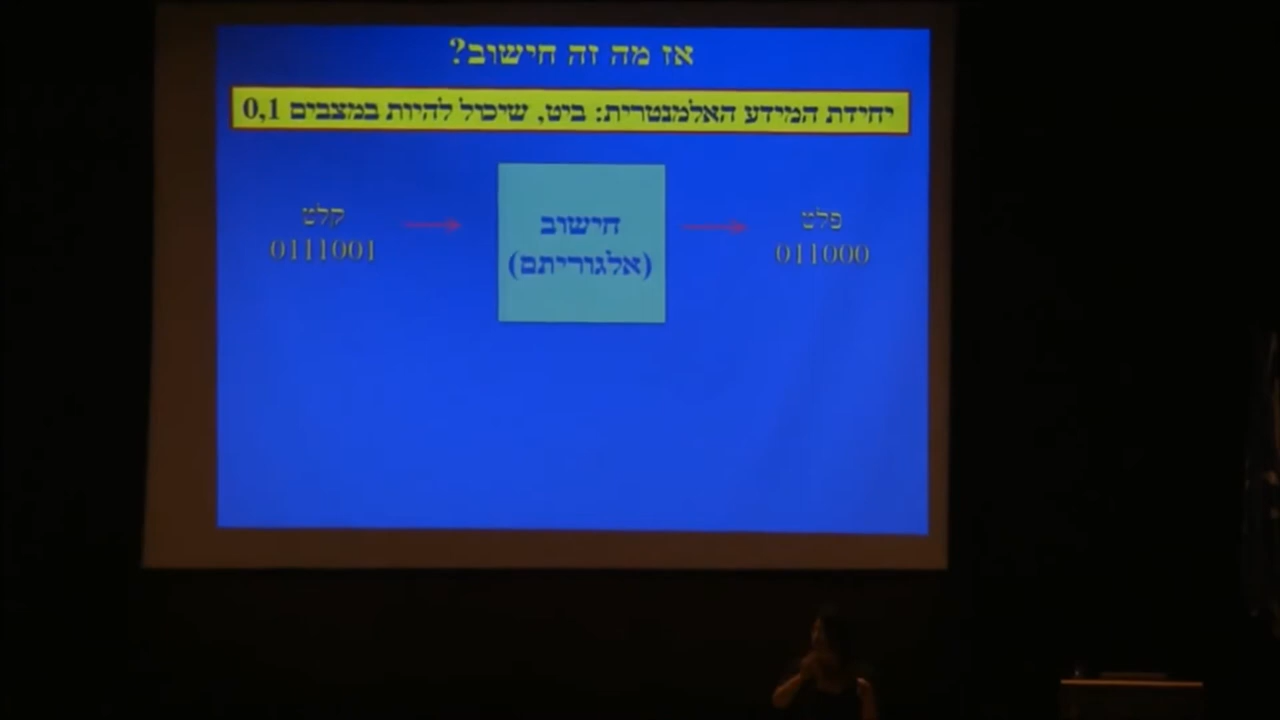 אז מה זה חישוב?
יחידת המידע האלמנטרית: ביט, שיכול להיות במצבים 0,1
קלט
0111001
חישוב
(אלגוריתם)
פלט
011000